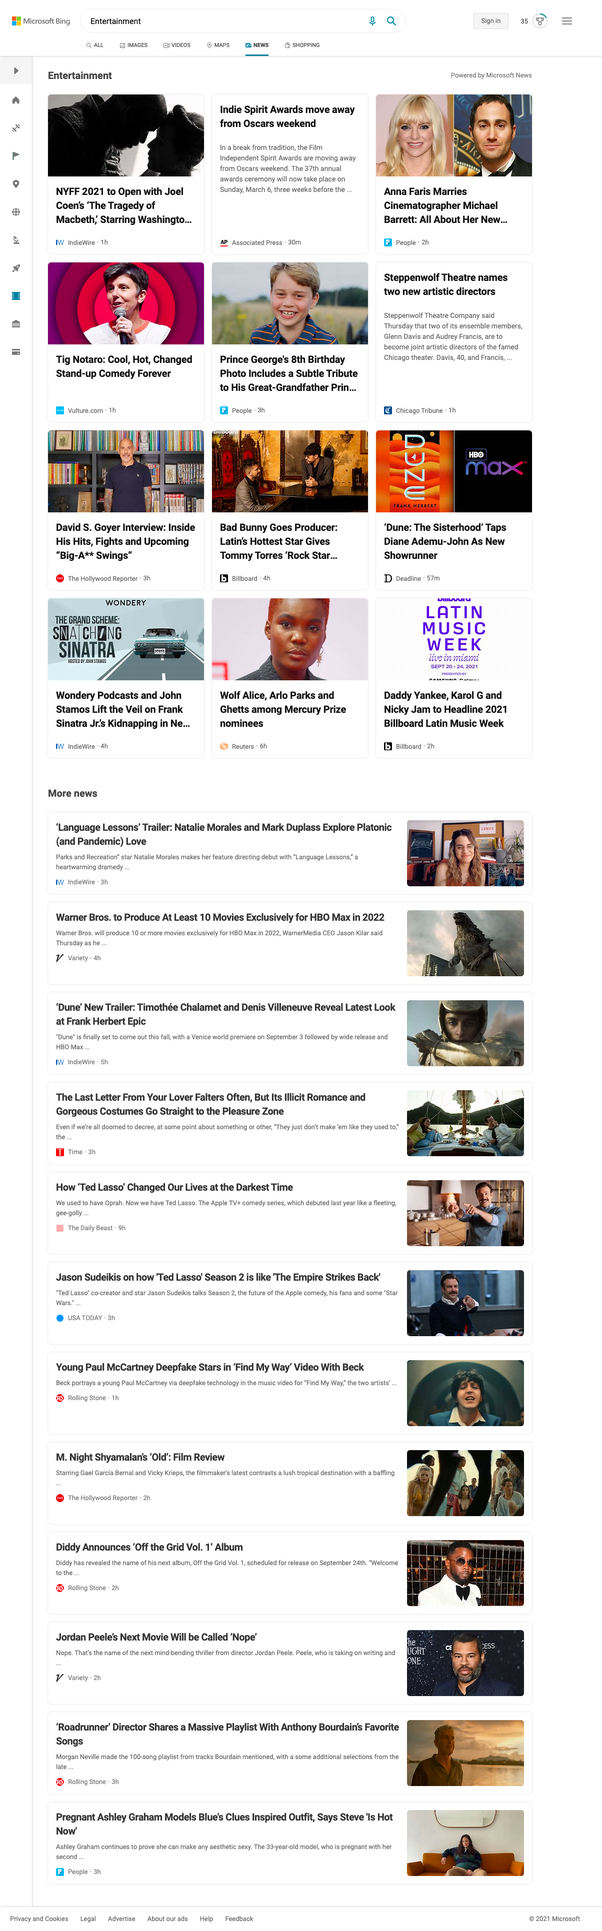 Microsoft Bing
Entertainment
Sign in
35
ALL
IMAGES
VIDEOS
MAPS
NEWS
SHOPPING
Entertainment
Powered by Microsoft News
NYFF 2021 to Open with Joel
Coen's 'The Tragedy of
Macbeth,' Starring Washingto...
IW IndieWire · 1h
Indie Spirit Awards move away
from Oscars weekend
In a break from tradition, the Film
Independent Spirit Awards are moving away
from Oscars weekend. The 37th annual
awards ceremony will now take place on
Sunday, March 6, three weeks before the ...
AP Associated Press · 30m
Anna Faris Marries
Cinematographer Michael
Barrett: All About Her New...
P People · 2h
Tig Notaro: Cool, Hot, Changed
Stand-up Comedy Forever
Vulture.com · 1h
Prince George's 8th Birthday
Photo Includes a Subtle Tribute
to His Great-Grandfather Prin...
P People · 3h
Steppenwolf Theatre names
two new artistic directors
Steppenwolf Theatre Company said
Thursday that two of its ensemble members,
Glenn Davis and Audrey Francis, are to
become joint artistic directors of the famed
Chicago theater. Davis, 40, and Francis, ...
Chicago Tribune · 1h
David S. Goyer Interview: Inside
His Hits, Fights and Upcoming
"Big-A** Swings"
The Hollywood Reporter · 3h
Bad Bunny Goes Producer:
Latin's Hottest Star Gives
Tommy Torres 'Rock Star...
b Billboard · 4h
DUNE
FRANK HERBERT
HBO
max
'Dune: The Sisterhood' Taps
Diane Ademu-John As New
Showrunner
D Deadline · 57m
WONDERY
THE GRAND SCHEME:
SNATCHING
SINATRA
HOSTED BY JOHN STAMOS
Wondery Podcasts and John
Stamos Lift the Veil on Frank
Sinatra Jr.'s Kidnapping in Ne...
IW IndieWire · 4h
Wolf Alice, Arlo Parks and
Ghetts among Mercury Prize
nominees
Reuters · 6h
billboard
LATIN
MUSIC
WEEK
live in miami
SEPT 20 - 24, 2021
PRESENTED BY
Daddy Yankee, Karol G and
Nicky Jam to Headline 2021
Billboard Latin Music Week
b Billboard · 2h
More news
'Language Lessons' Trailer: Natalie Morales and Mark Duplass Explore Platonic
(and Pandemic) Love
Parks and Recreation" star Natalie Morales makes her feature directing debut with "Language Lessons," a
heartwarming dramedy ...
IW IndieWire · 3h
Warner Bros. to Produce At Least 10 Movies Exclusively for HBO Max in 2022
Warner Bros. will produce 10 or more movies exclusively for HBO Max in 2022, WarnerMedia CEO Jason Kilar said
Thursday as he ...
V Variety · 4h
'Dune' New Trailer: Timothée Chalamet and Denis Villeneuve Reveal Latest Look
at Frank Herbert Epic
"Dune" is finally set to come out this fall, with a Venice world premiere on September 3 followed by wide release and
HBO Max ...
IW IndieWire · 5h
The Last Letter From Your Lover Falters Often, But Its Illicit Romance and
Gorgeous Costumes Go Straight to the Pleasure Zone
Even if we're all doomed to decree, at some point about something or other, "They just don't make 'em like they used to,"
the ...
T Time · 3h
How 'Ted Lasso' Changed Our Lives at the Darkest Time
We used to have Oprah. Now we have Ted Lasso. The Apple TV+ comedy series, which debuted last year like a fleeting,
gee-golly ...
The Daily Beast · 9h
Jason Sudeikis on how 'Ted Lasso' Season 2 is like 'The Empire Strikes Back'
"Ted Lasso" co-creator and star Jason Sudeikis talks Season 2, the future of the Apple comedy, his fans and some "Star
Wars." ...
USA TODAY · 3h
Young Paul McCartney Deepfake Stars in 'Find My Way' Video With Beck
Beck portrays a young Paul McCartney via deepfake technology in the music video for "Find My Way," the two artists' ...
Rolling Stone · 1h
M. Night Shyamalan's 'Old': Film Review
Starring Gael García Bernal and Vicky Krieps, the filmmaker's latest contrasts a lush tropical destination with a baffling
...
The Hollywood Reporter · 2h
Diddy Announces 'Off the Grid Vol. 1' Album
Diddy has revealed the name of his next album, Off the Grid Vol. 1, scheduled for release on September 24th. "Welcome
to the ...
Rolling Stone · 2h
Jordan Peele's Next Movie Will be Called 'Nope'
Nope. That's the name of the next mind-bending thriller from director Jordan Peele. Peele, who is taking on writing and
...
V Variety · 2h
'Roadrunner' Director Shares a Massive Playlist With Anthony Bourdain's Favorite
Songs
Morgan Neville made the 100-song playlist from tracks Bourdain mentioned, with a some additional selections from the
late ...
Rolling Stone · 3h
Pregnant Ashley Graham Models Blue's Clues Inspired Outfit, Says Steve 'Is Hot
Now'
Ashley Graham continues to prove she can make any aesthetic sexy. The 33-year-old model, who is pregnant with her
second ...
P People · 3h
Privacy and Cookies
Legal
Advertise
About our ads
Help
Feedback
© 2021 Microsoft